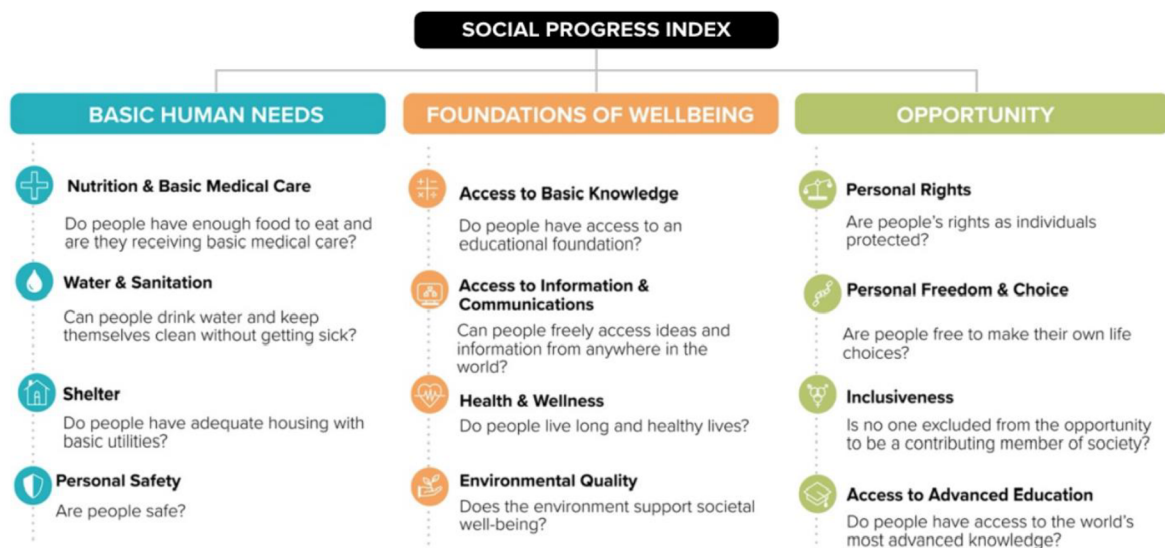 SOCIAL PROGRESS INDEX
BASIC HUMAN NEEDS
Nutrition & Basic Medical Care
Do people have enough food to eat and
are they receiving basic medical care?
Water & Sanitation
Can people drink water and keep
themselves clean without getting sick?
Shelter
Do people have adequate housing with
basic utilities?
Personal Safety
Are people safe?
FOUNDATIONS OF WELLBEING
Access to Basic Knowledge
Do people have access to an
educational foundation?
Access to Information &
Communications
Can people freely access ideas and
information from anywhere in the
world?
Health & Wellness
Do people live long and healthy lives?
Environmental Quality
Does the environment support societal
well-being?
OPPORTUNITY
Personal Rights
Are people’s rights as individuals
protected?
Personal Freedom & Choice
Are people free to make their own life
choices?
Inclusiveness
Is no one excluded from the opportunity
to be a contributing member of society?
Access to Advanced Education
Do people have access to the world’s
most advanced knowledge?